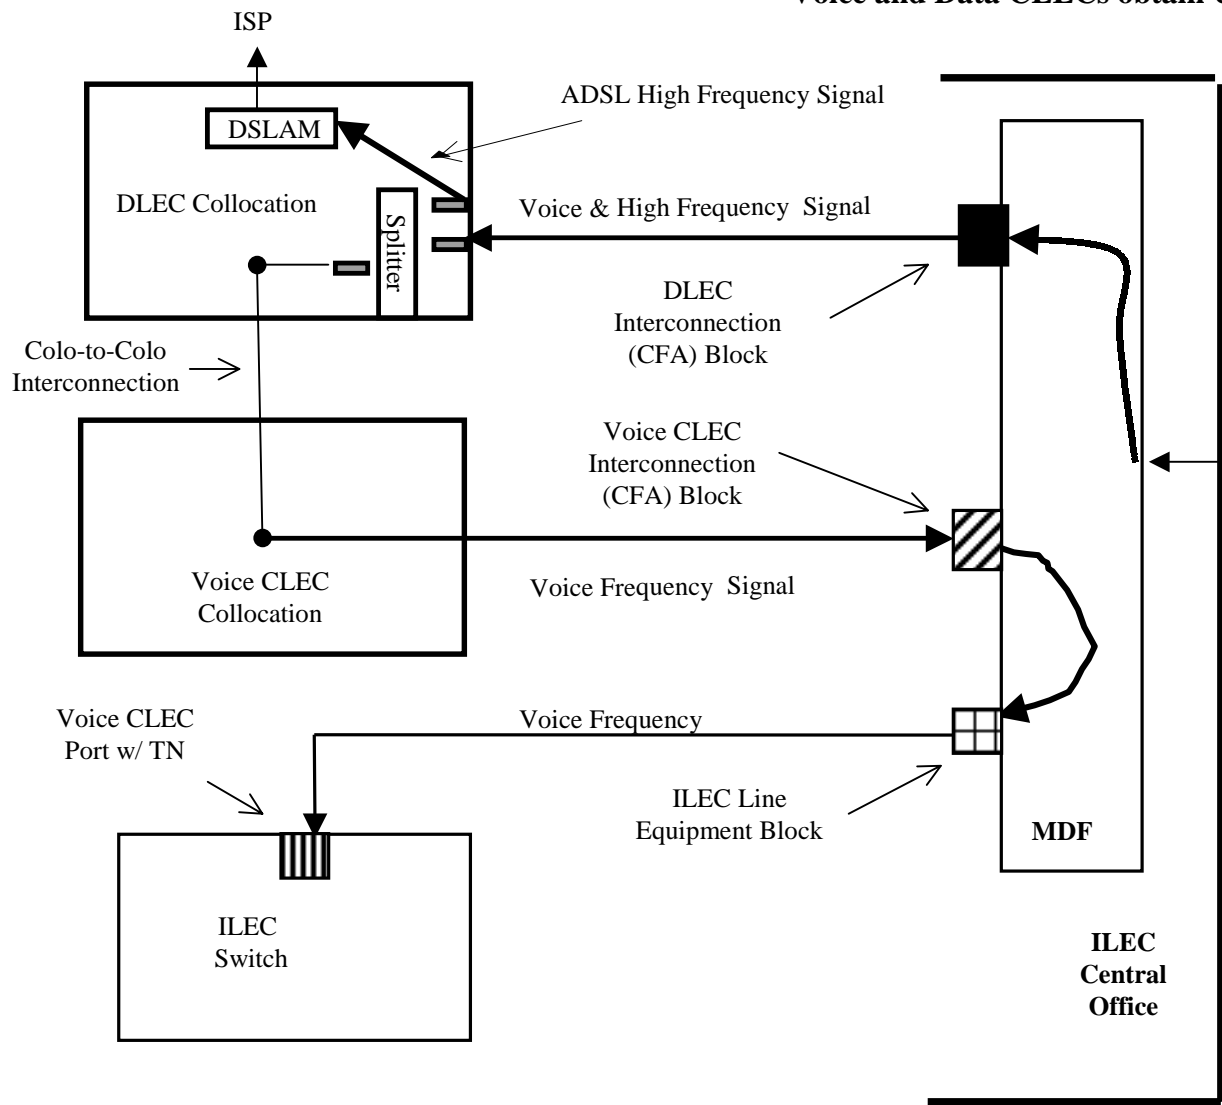 Voice and Data CLECs obtain
ISP
ADSL High Frequency Signal
DSLAM
DLEC Collocation
Splitter
Voice & High Frequency Signal
DLEC
Interconnection
(CFA) Block
Colo-to-Colo
Interconnection
Voice CLEC
Interconnection
(CFA) Block
Voice CLEC
Collocation
Voice Frequency Signal
Voice CLEC
Port w/ TN
Voice Frequency
ILEC Line
Equipment Block
MDF
ILEC
Switch
ILEC
Central
Office